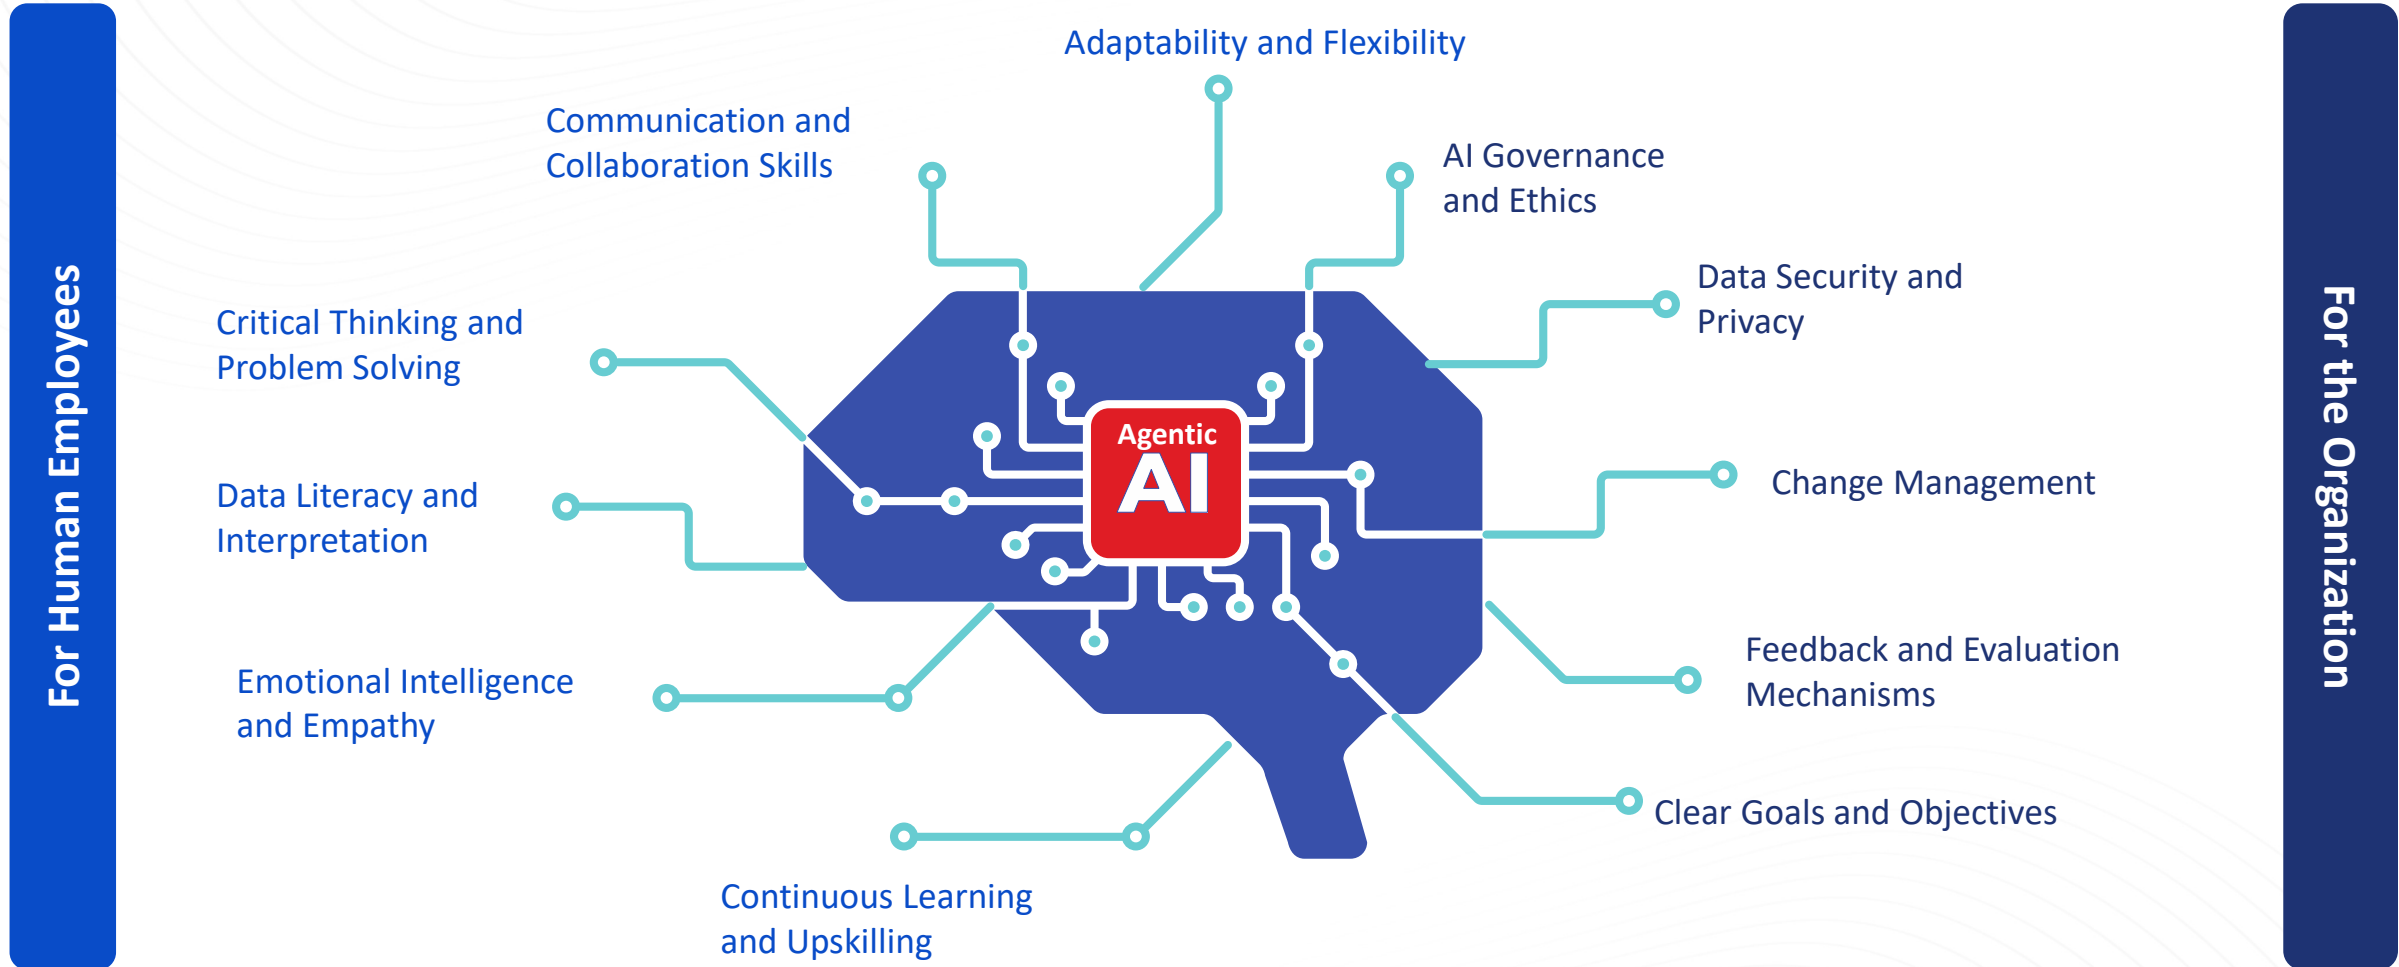 For Human Employees
Adaptability and Flexibility
Communication and
Collaboration Skills
Critical Thinking and
Problem Solving
Data Literacy and
Interpretation
Emotional Intelligence
and Empathy
Continuous Learning
and Upskilling
Agentic
AI
AI Governance
and Ethics
Data Security and
Privacy
Change Management
Feedback and Evaluation
Mechanisms
Clear Goals and Objectives
For the Organization